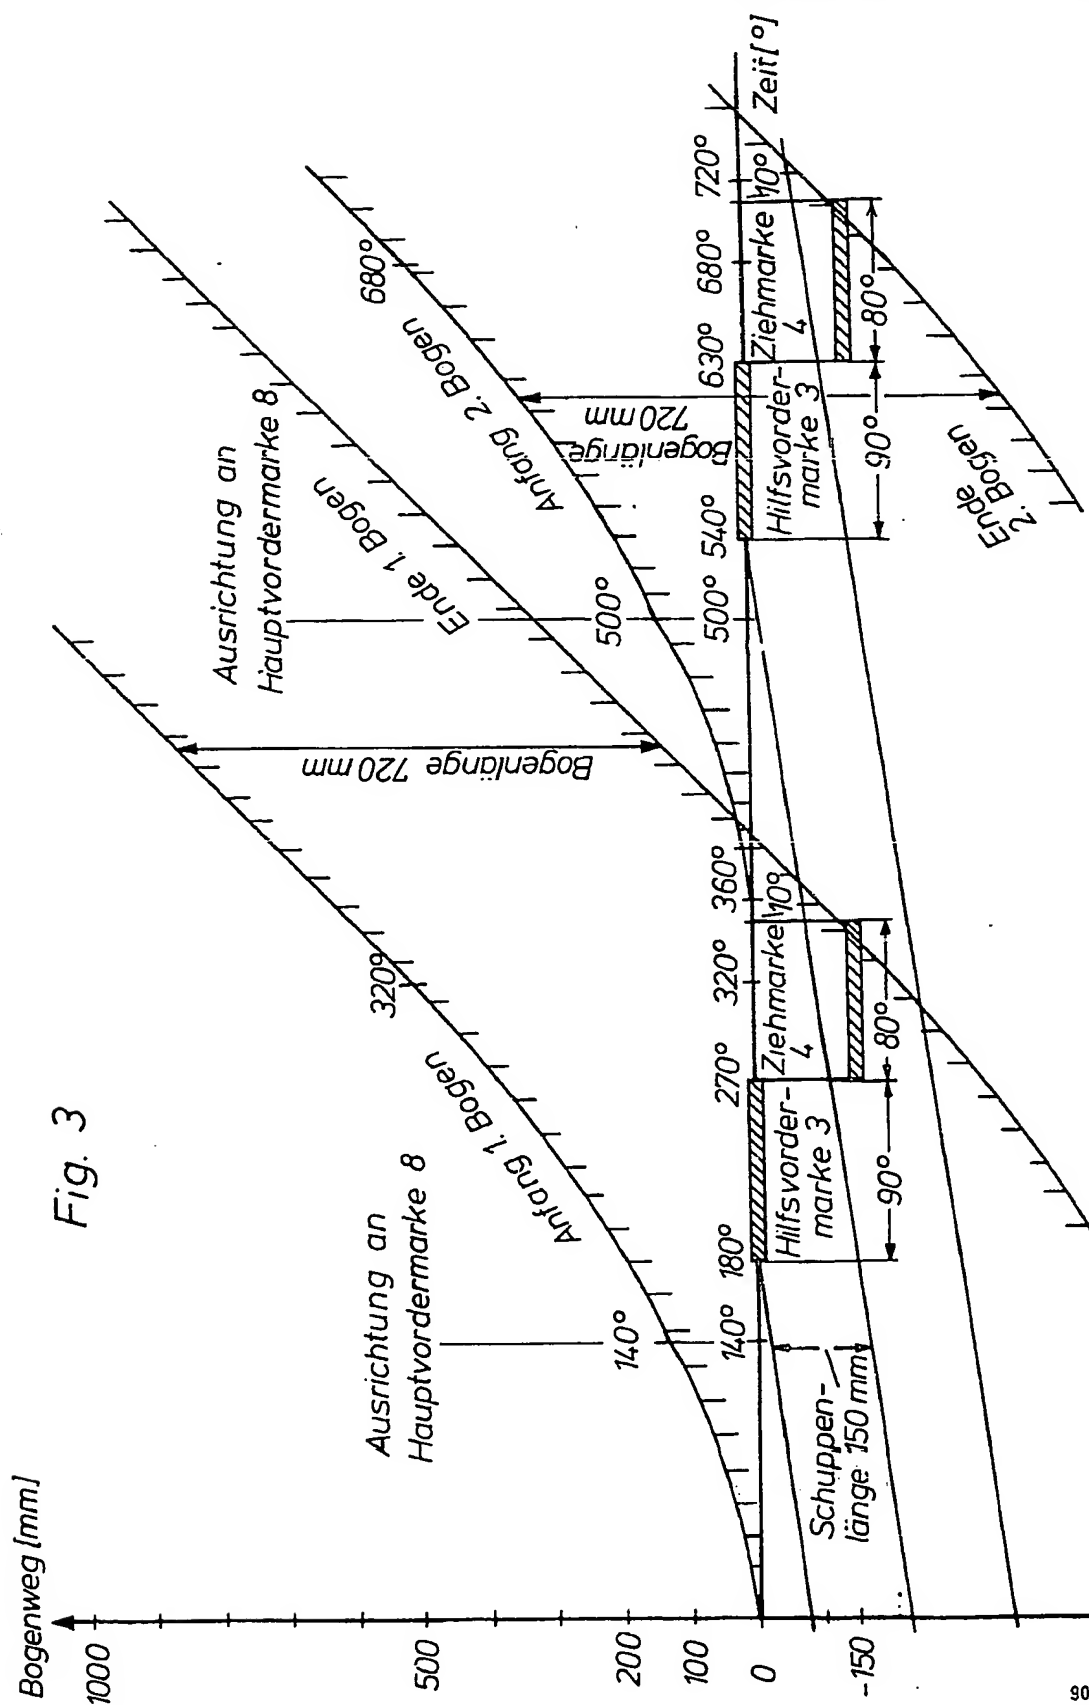 Fig. 3
Bogenweg [mm]
1000
500
200
100
0
-150
Ausrichtung an
Hauptvordermarke 8
Ausrichtung an
Hauptvordermarke 8
Anfang 1. Bogen
320°
Bogenlänge 720 mm
Ende 1. Bogen
Anfang 2. Bogen
680°
140°
500°
Bogenlänge
720 mm
140°
180°
270°
320°
360°
500°
540°
630°
680°
720°
Zeit [°]
Hilfsvorder-
marke 3
Ziehmarke
4
10°
Hilfsvorder-
marke 3
Ziehmarke
4
10°
90°
80°
90°
80°
Schuppen-
länge 150 mm
Ende
2. Bogen